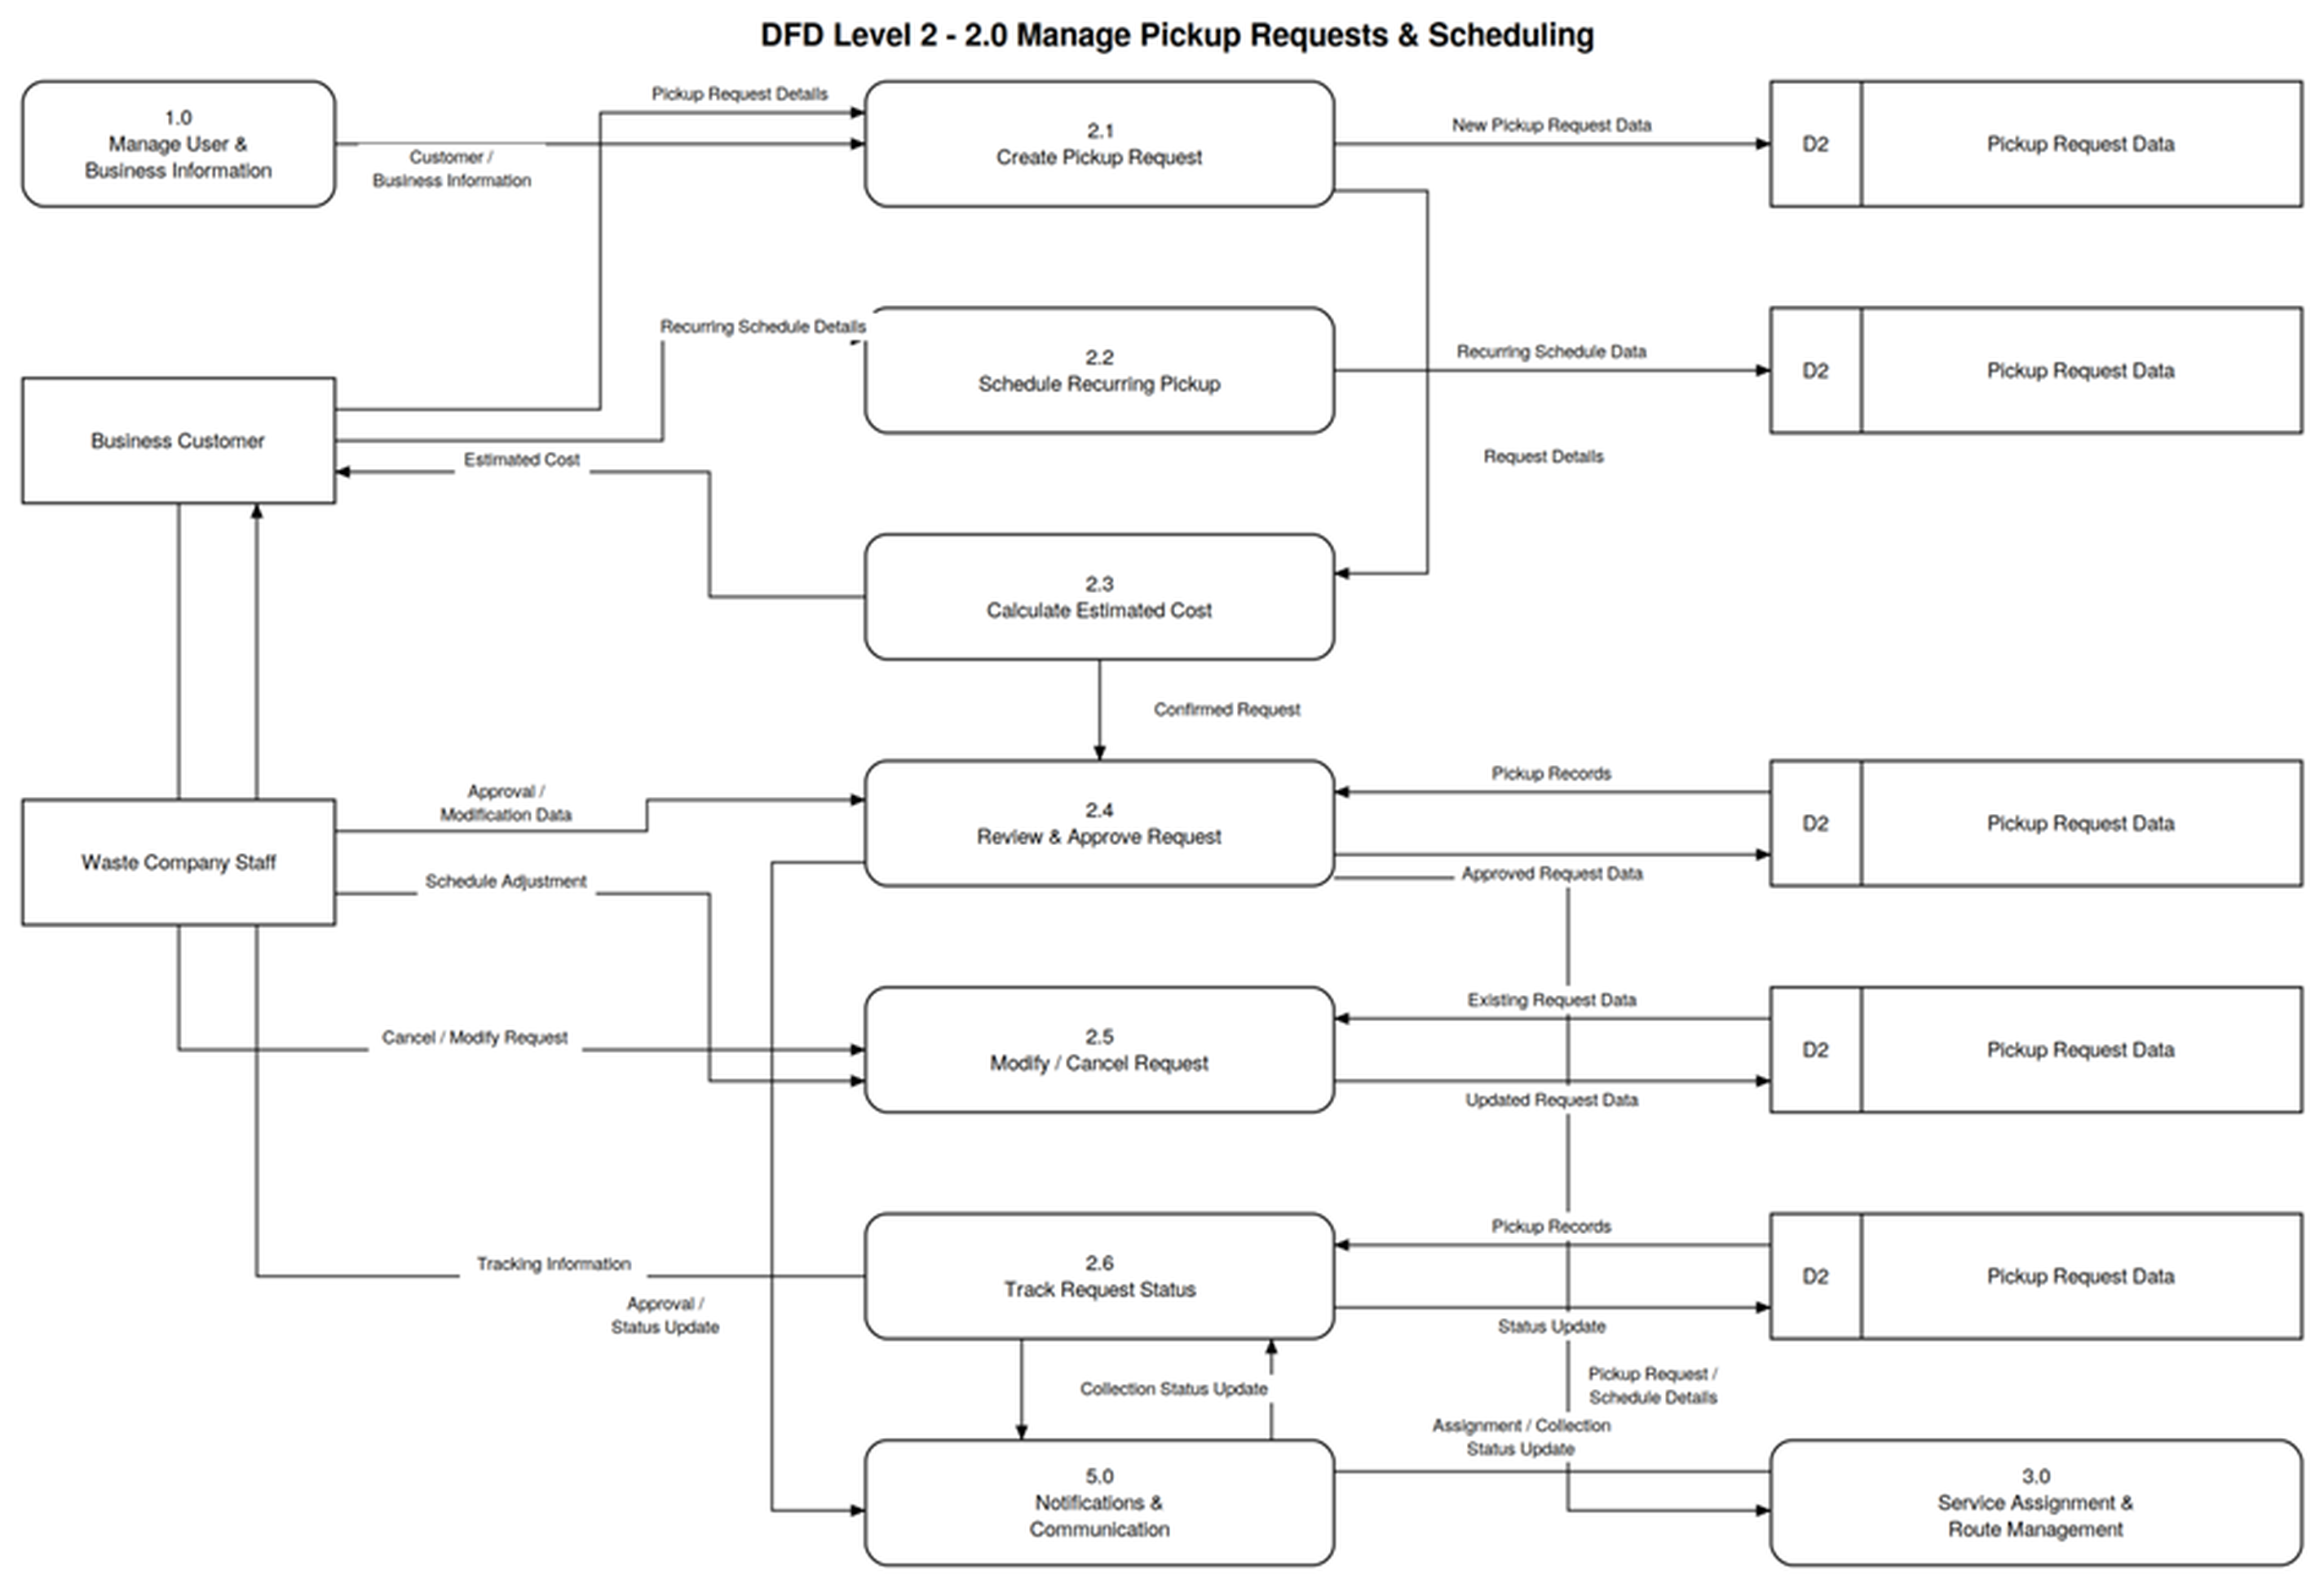 DFD Level 2 - 2.0 Manage Pickup Requests & Scheduling
1.0
Manage User &
Business Information
Customer /
Business Information
Pickup Request Details
2.1
Create Pickup Request
New Pickup Request Data
D2
Pickup Request Data
Recurring Schedule Details
2.2
Schedule Recurring Pickup
Recurring Schedule Data
D2
Pickup Request Data
Business Customer
Estimated Cost
Request Details
2.3
Calculate Estimated Cost
Confirmed Request
Waste Company Staff
Approval /
Modification Data
Schedule Adjustment
2.4
Review & Approve Request
Pickup Records
Approved Request Data
D2
Pickup Request Data
Cancel / Modify Request
2.5
Modify / Cancel Request
Existing Request Data
Updated Request Data
D2
Pickup Request Data
Tracking Information
Approval /
Status Update
2.6
Track Request Status
Pickup Records
Status Update
D2
Pickup Request Data
Collection Status Update
Pickup Request /
Schedule Details
Assignment / Collection
Status Update
5.0
Notifications &
Communication
3.0
Service Assignment &
Route Management